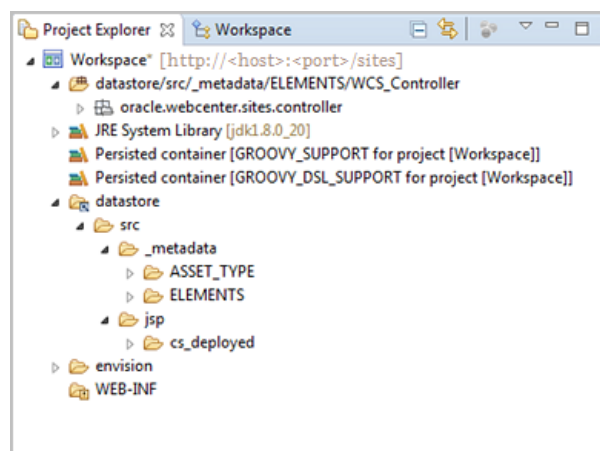 Project Explorer Workspace
Workspace* [http://<host>:<port>/sites]
datastore/src/_metadata/ELEMENTS/WCS_Controller
oracle.webcenter.sites.controller
JRE System Library [jdk1.8.0_20]
Persisted container [GROOVY_SUPPORT for project [Workspace]]
Persisted container [GROOVY_DSL_SUPPORT for project [Workspace]]
datastore
src
_metadata
ASSET_TYPE
ELEMENTS
jsp
cs_deployed
envision
WEB-INF